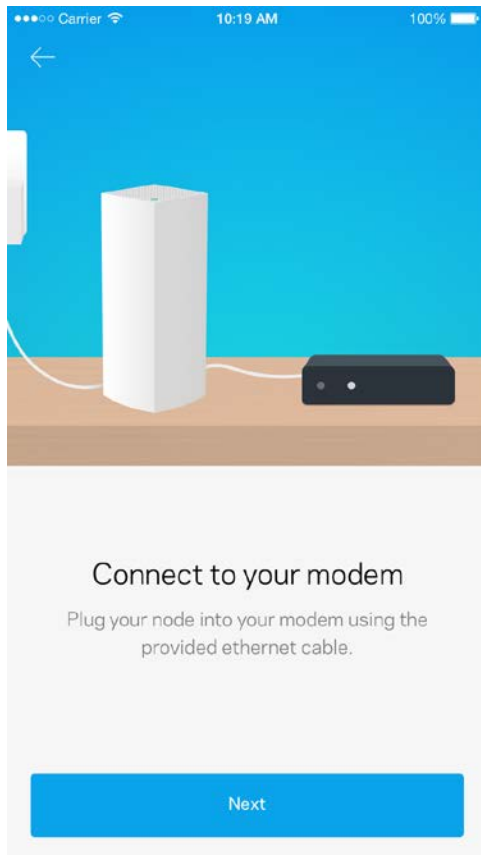 Carrier 10:19 AM 100%
Connect to your modem
Plug your node into your modem using the
provided ethernet cable.
Next